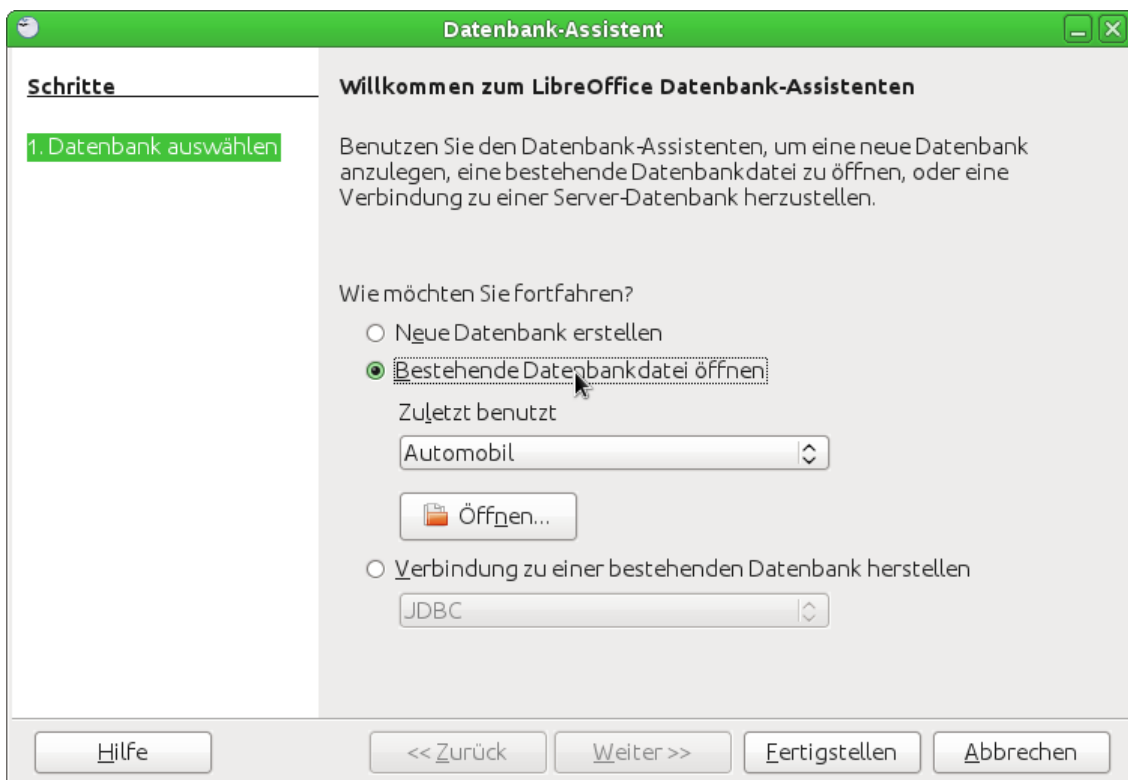 Datenbank-Assistent
Schritte
1. Datenbank auswählen
Willkommen zum LibreOffice Datenbank-Assistenten
Benutzen Sie den Datenbank-Assistenten, um eine neue Datenbank
anzulegen, eine bestehende Datenbankdatei zu öffnen, oder eine
Verbindung zu einer Server-Datenbank herzustellen.
Wie möchten Sie fortfahren?
Neue Datenbank erstellen
Bestehende Datenbankdatei öffnen
Zuletzt benutzt
Automobil
Öffnen...
Verbindung zu einer bestehenden Datenbank herstellen
JDBC
Hilfe
<< Zurück
Weiter >>
Fertigstellen
Abbrechen